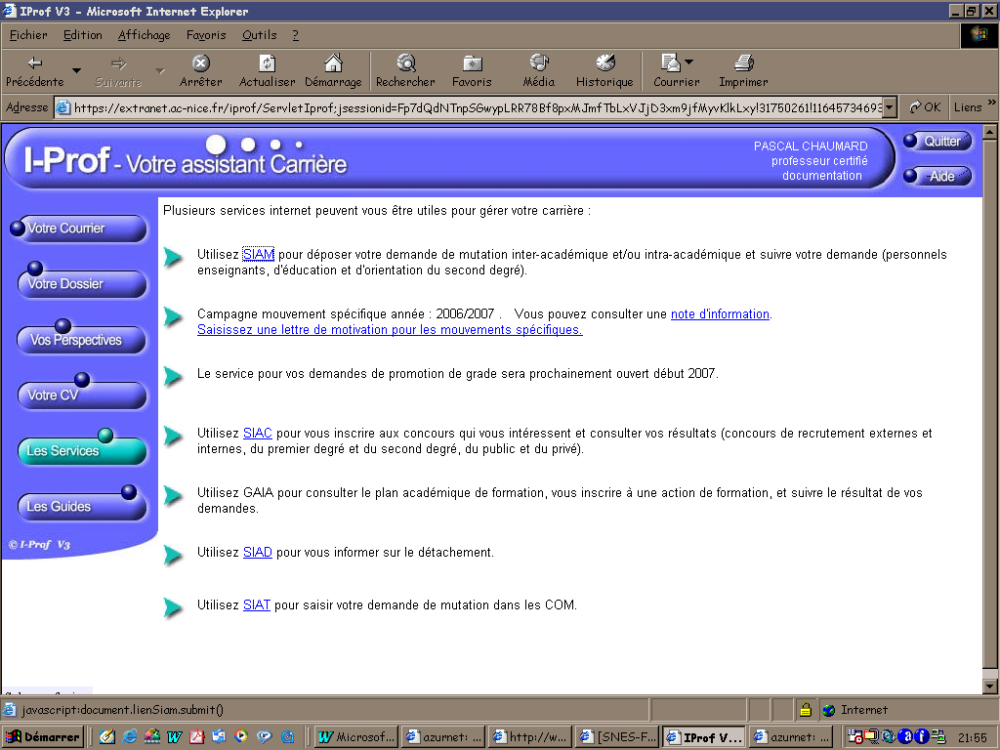 IProf V3 - Microsoft Internet Explorer
Fichier Edition Affichage Favoris Outils ?
Précédente Suivante Arrêter Actualiser Démarrage Rechercher Favoris Média Historique Courrier Imprimer
Adresse https://extranet.ac-nice.fr/iprof/ServletIprof;jsessionid=Fp7dQdNTnpSGwypLRR78Bf8pxMJmfTbLxVJjD3xm9jfMyvKlkLxy!31750261!1164573469 OK Liens »
I-Prof - Votre assistant Carrière
PASCAL CHAUMARD
professeur certifié
documentation
Quitter
Aide
Votre Courrier
Votre Dossier
Vos Perspectives
Votre CV
Les Services
Les Guides
© I-Prof V3
Plusieurs services internet peuvent vous être utiles pour gérer votre carrière :
Utilisez SIAM pour déposer votre demande de mutation inter-académique et/ou intra-académique et suivre votre demande (personnels
enseignants, d'éducation et d'orientation du second degré).
Campagne mouvement spécifique année : 2006/2007 . Vous pouvez consulter une note d'information.
Saisissez une lettre de motivation pour les mouvements spécifiques.
Le service pour vos demandes de promotion de grade sera prochainement ouvert début 2007.
Utilisez SIAC pour vous inscrire aux concours qui vous intéressent et consulter vos résultats (concours de recrutement externes et
internes, du premier degré et du second degré, du public et du privé).
Utilisez GAIA pour consulter le plan académique de formation, vous inscrire à une action de formation, et suivre le résultat de vos
demandes.
Utilisez SIAD pour vous informer sur le détachement.
Utilisez SIAT pour saisir votre demande de mutation dans les COM.
javascript:document.lienSiam.submit() Internet
Démarrer Microsof... azurnet: ... http://w... [SNES-F... IProf V... azurnet: ... 21:55